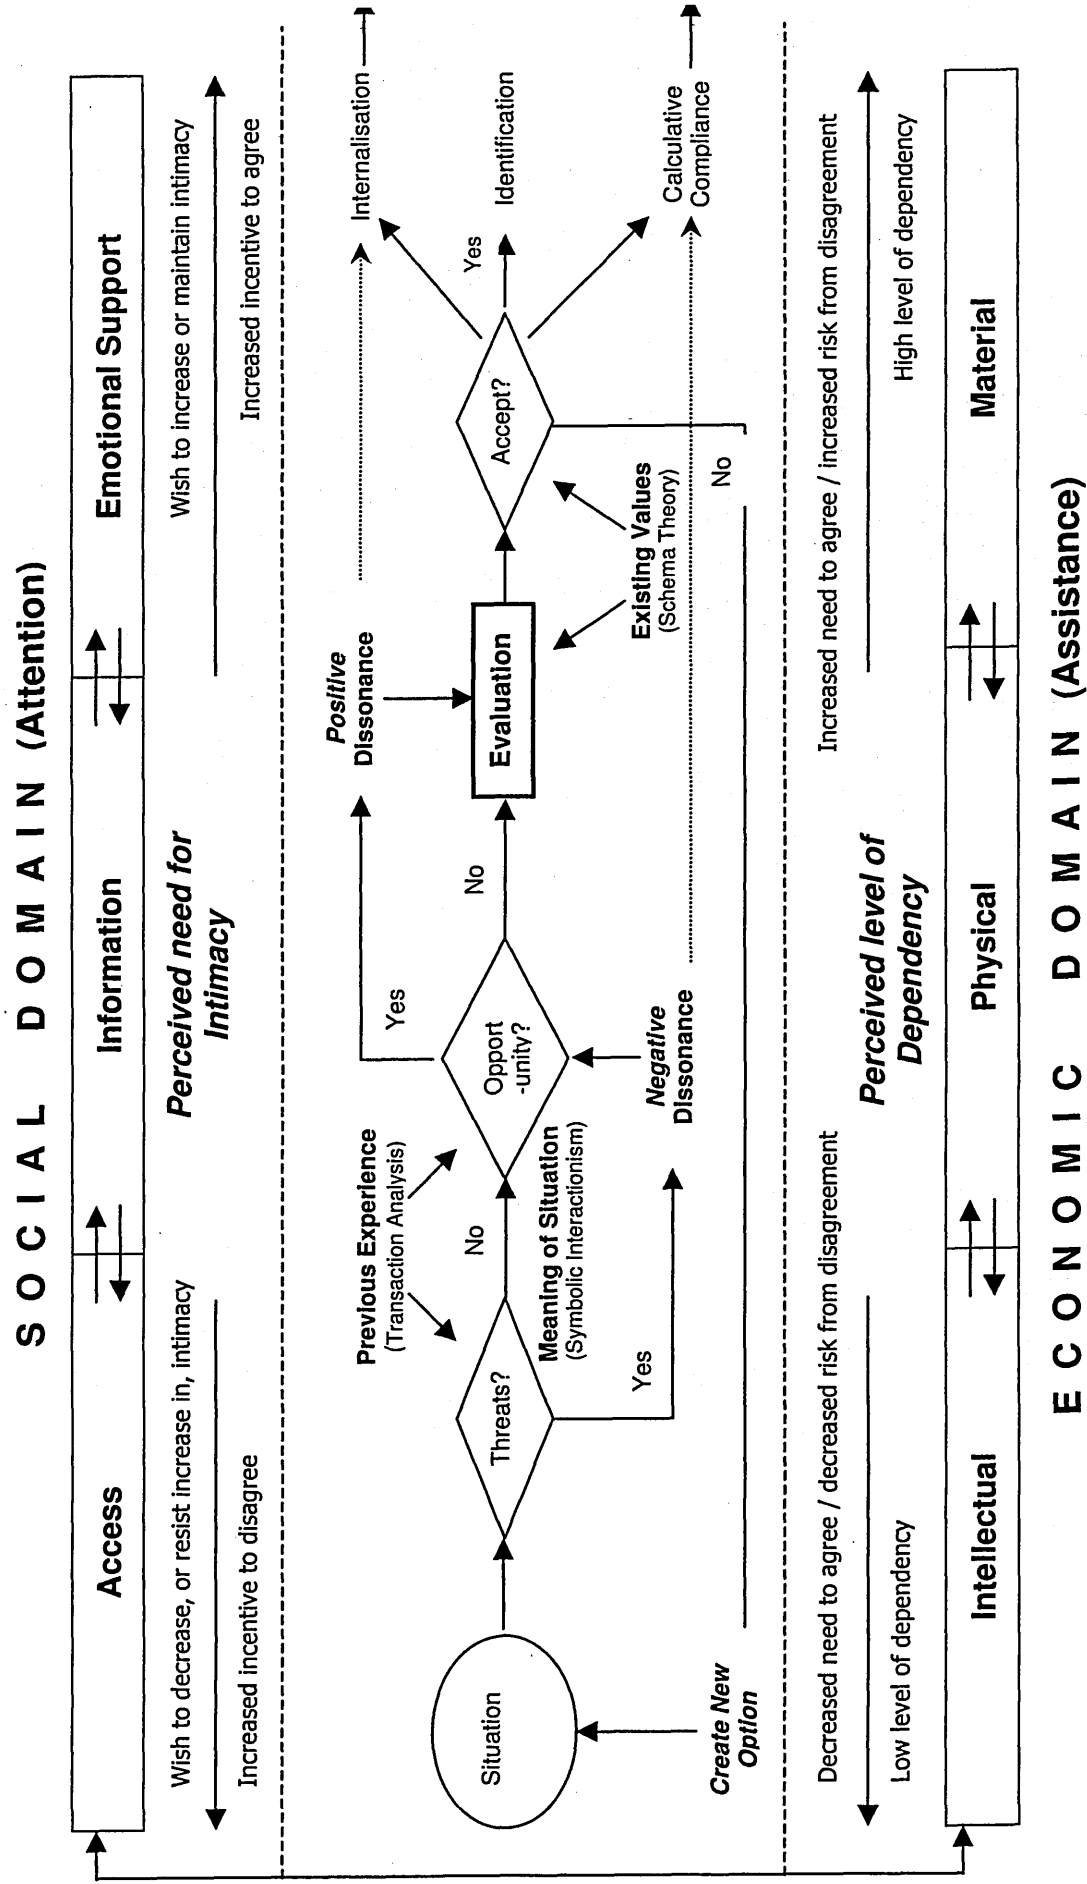 SOCIAL DOMAIN (Attention)
Access
Information
Emotional Support
Wish to decrease, or resist increase in, intimacy
Increased incentive to disagree
Perceived need for
Intimacy
Wish to increase or maintain intimacy
Increased incentive to agree
Situation
Threats?
No
Yes
Previous Experience
(Transaction Analysis)
Meaning of Situation
(Symbolic Interactionism)
Opport
-unity?
Yes
No
Negative
Dissonance
Positive
Dissonance
Evaluation
Existing Values
(Schema Theory)
Accept?
Yes
No
Internalisation
Identification
Calculative
Compliance
Create New
Option
Decreased need to agree / decreased risk from disagreement
Low level of dependency
Perceived level of
Dependency
Increased need to agree / increased risk from disagreement
High level of dependency
Intellectual
Physical
Material
ECONOMIC DOMAIN (Assistance)